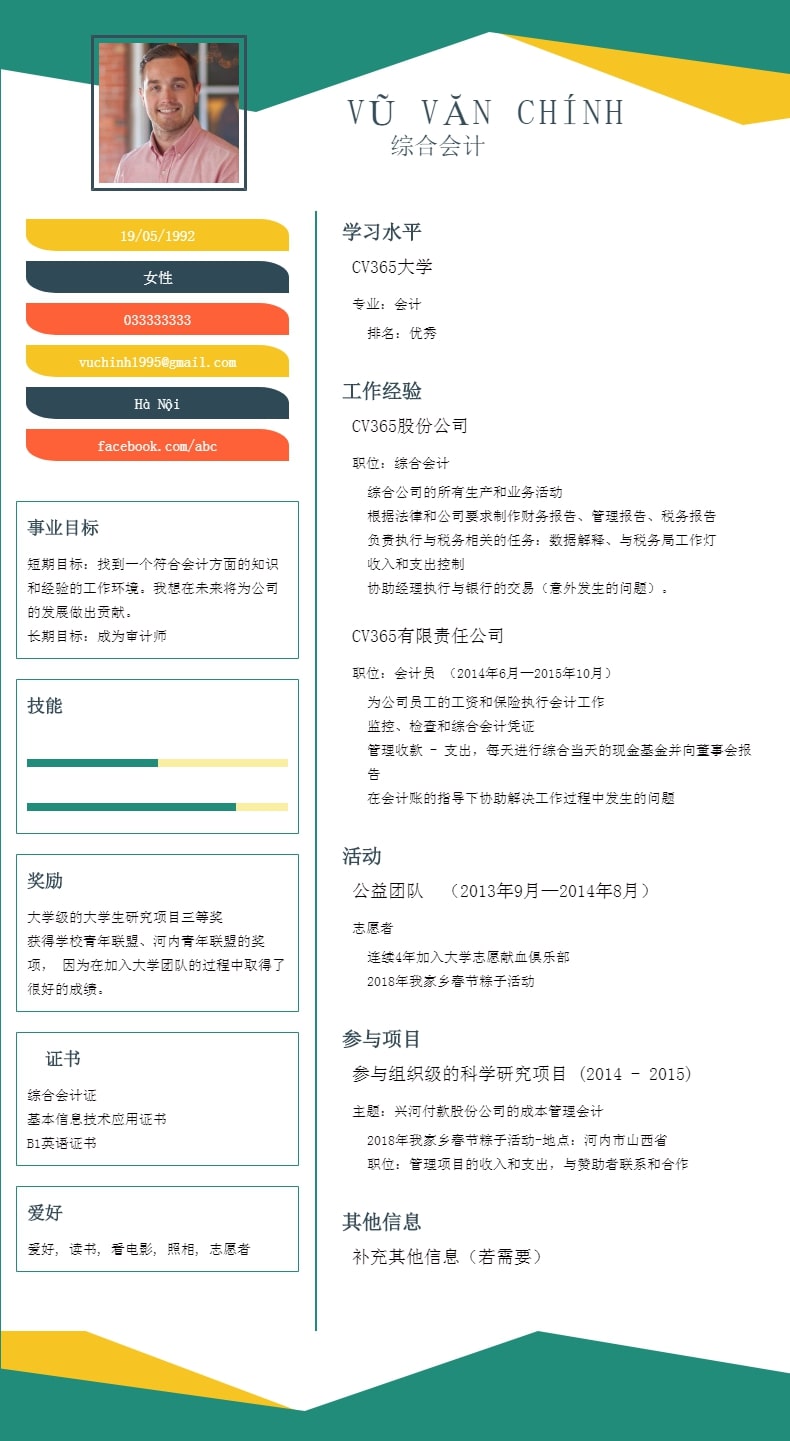 VŨ VĂN CHÍNH
综合会计
19/05/1992
女性
033333333
vuchinh1995@gmail.com
Hà Nội
facebook.com/abc
事业目标
短期目标：找到一个符合会计方面的知识
和经验的工作环境。我想在未来将为公司
的发展做出贡献。
长期目标：成为审计师
技能
奖励
大学级的大学生研究项目三等奖
获得学校青年联盟、河内青年联盟的奖
项， 因为在加入大学团队的过程中取得了
很好的成绩。
证书
综合会计证
基本信息技术应用证书
B1英语证书
爱好
爱好, 读书, 看电影, 照相, 志愿者
学习水平
CV365大学
专业：会计
排名：优秀
工作经验
CV365股份公司
职位：综合会计
综合公司的所有生产和业务活动
根据法律和公司要求制作财务报告、管理报告、税务报告
负责执行与税务相关的任务：数据解释、与税务局工作灯
收入和支出控制
协助经理执行与银行的交易（意外发生的问题）。
CV365有限责任公司
职位：会计员 （2014年6月—2015年10月）
为公司员工的工资和保险执行会计工作
监控、检查和综合会计凭证
管理收款 - 支出，每天进行综合当天的现金基金并向董事会报
告
在会计账的指导下协助解决工作过程中发生的问题
活动
公益团队 （2013年9月—2014年8月）
志愿者
连续4年加入大学志愿献血俱乐部
2018年我家乡春节粽子活动
参与项目
参与组织级的科学研究项目 (2014 - 2015)
主题：兴河付款股份公司的成本管理会计
2018年我家乡春节粽子活动-地点：河内市山西省
职位：管理项目的收入和支出，与赞助者联系和合作
其他信息
补充其他信息（若需要）